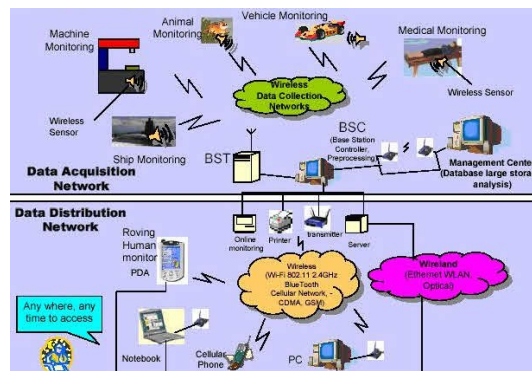 Machine
Monitoring
Animal
Monitoring
Vehicle Monitoring
Medical Monitoring
Wireless
Data Collection
Networks
Wireless
Sensor
Ship Monitoring
Wireless Sensor
BST
BSC
(Base Station
Controller,
Preprocessing)
Management Center
(Database large storage
analysis)
Data Acquisition
Network
Data Distribution
Network
Online
monitoring
Printer
transmitter
Server
Roving
Human
monitor
PDA
Wireless
(Wi-Fi 802.11 2.4GHz
BlueTooth
Cellular Network, -
CDMA, GSM)
Wireland
(Ethernet WLAN,
Optical)
Any where, any
time to access
Notebook
Cellular
Phone
PC